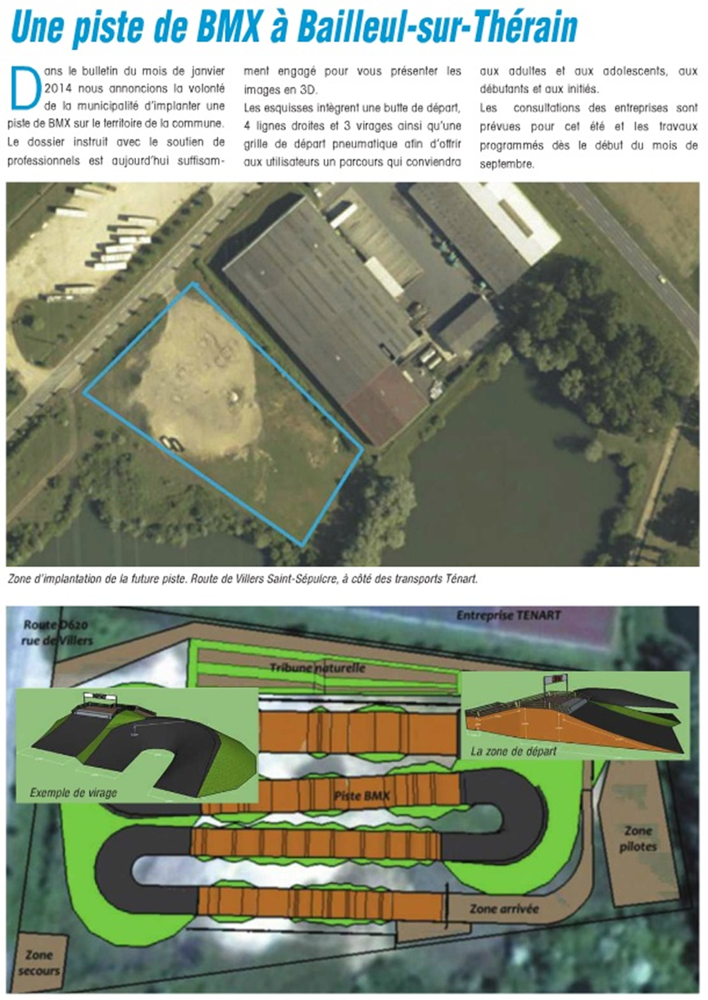 Une piste de BMX à Bailleul-sur-Thérain
Dans le bulletin du mois de janvier
2014 nous annoncions la volonté
de la municipalité d'implanter une
piste de BMX sur le territoire de la commune.
Le dossier instruit avec le soutien de
professionnels est aujourd'hui suffisam-
ment engagé pour vous présenter les
images en 3D.
Les esquisses intègrent une butte de départ,
4 lignes droites et 3 virages ainsi qu'une
grille de départ pneumatique afin d'offrir
aux utilisateurs un parcours qui conviendra
aux adultes et aux adolescents, aux
débutants et aux initiés.
Les consultations des entreprises sont
prévues pour cet été et les travaux
programmés dès le début du mois de
septembre.
Zone d'implantation de la future piste. Route de Villers Saint-Sépulcre, à côté des transports Ténart.
Route D620
rue de Villers
Entreprise TENART
Tribune naturelle
Exemple de virage
La zone de départ
Piste BMX
Zone
pilotes
Zone arrivée
Zone
secours